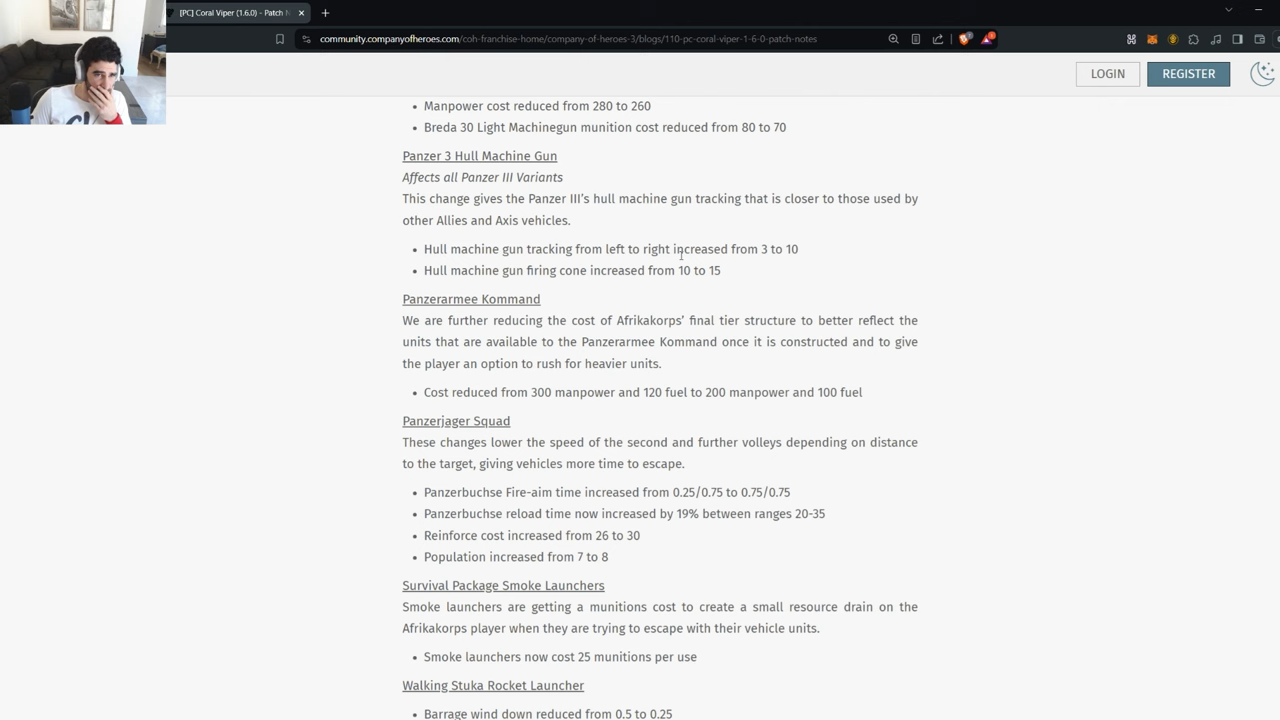 [PC] Coral Viper (1.6.0) - Patch N
community.companyofheroes.com/coh-franchise-home/company-of-heroes-3/blogs/110-pc-coral-viper-1-6-0-patch-notes
LOGIN
REGISTER
• Manpower cost reduced from 280 to 260
• Breda 30 Light Machinegun munition cost reduced from 80 to 70
Panzer 3 Hull Machine Gun
Affects all Panzer III Variants
This change gives the Panzer III’s hull machine gun tracking that is closer to those used by
other Allies and Axis vehicles.
• Hull machine gun tracking from left to right increased from 3 to 10
• Hull machine gun firing cone increased from 10 to 15
Panzerarmee Kommand
We are further reducing the cost of Afrikakorps’ final tier structure to better reflect the
units that are available to the Panzerarmee Kommand once it is constructed and to give
the player an option to rush for heavier units.
• Cost reduced from 300 manpower and 120 fuel to 200 manpower and 100 fuel
Panzerjager Squad
These changes lower the speed of the second and further volleys depending on distance
to the target, giving vehicles more time to escape.
• Panzerbuchse Fire-aim time increased from 0.25/0.75 to 0.75/0.75
• Panzerbuchse reload time now increased by 19% between ranges 20-35
• Reinforce cost increased from 26 to 30
• Population increased from 7 to 8
Survival Package Smoke Launchers
Smoke launchers are getting a munitions cost to create a small resource drain on the
Afrikakorps player when they are trying to escape with their vehicle units.
• Smoke launchers now cost 25 munitions per use
Walking Stuka Rocket Launcher
• Barrage wind down reduced from 0.5 to 0.25